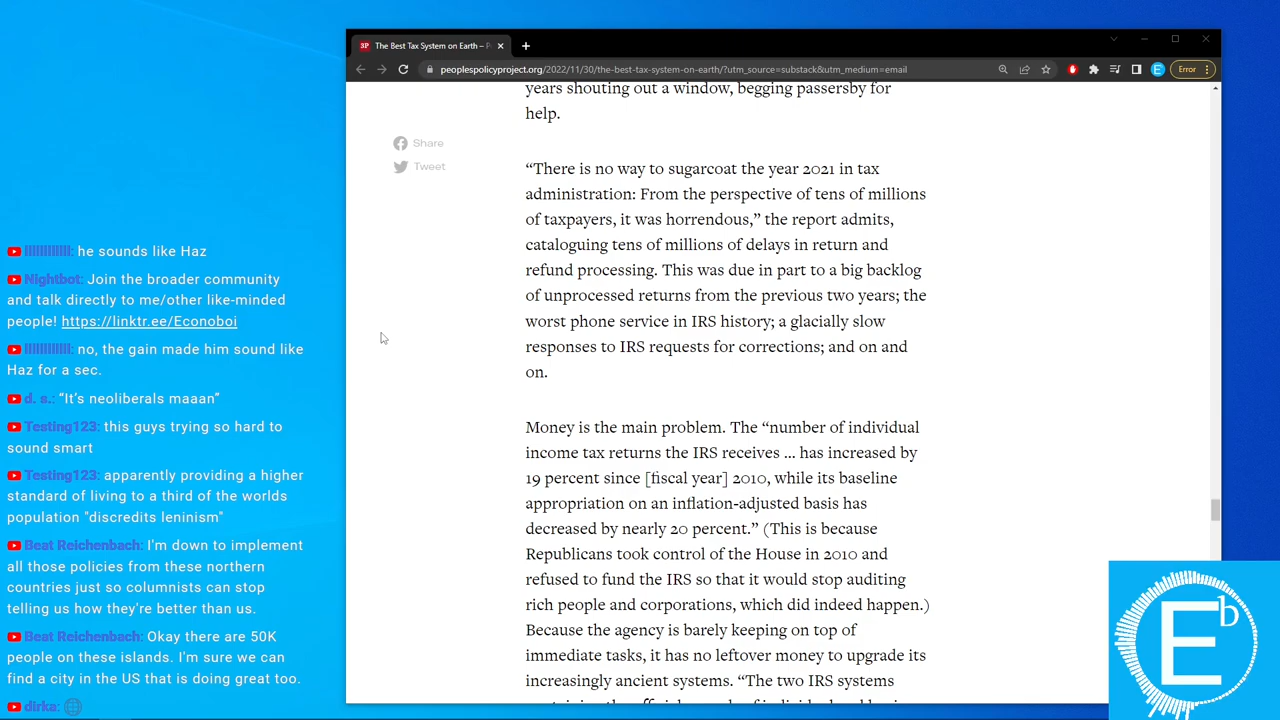 The Best Tax System on Earth – P
peoplespolicyproject.org/2022/11/30/the-best-tax-system-on-earth/?utm_source=substack&utm_medium=email
Error
years shouting out a window, begging passersby for
help.
Share
Tweet
“There is no way to sugarcoat the year 2021 in tax
administration: From the perspective of tens of millions
of taxpayers, it was horrendous,” the report admits,
cataloguing tens of millions of delays in return and
refund processing. This was due in part to a big backlog
of unprocessed returns from the previous two years; the
worst phone service in IRS history; a glacially slow
responses to IRS requests for corrections; and on and
on.
Money is the main problem. The “number of individual
income tax returns the IRS receives ... has increased by
19 percent since [fiscal year] 2010, while its baseline
appropriation on an inflation-adjusted basis has
decreased by nearly 20 percent.” (This is because
Republicans took control of the House in 2010 and
refused to fund the IRS so that it would stop auditing
rich people and corporations, which did indeed happen.)
Because the agency is barely keeping on top of
immediate tasks, it has no leftover money to upgrade its
increasingly ancient systems. “The two IRS systems
he sounds like Haz
Nightbot: Join the broader community
and talk directly to me/other like-minded
people! https://linktr.ee/Econoboi
no, the gain made him sound like
Haz for a sec.
d. s.: “It’s neoliberals maaan”
Testing123: this guys trying so hard to
sound smart
Testing123: apparently providing a higher
standard of living to a third of the worlds
population "discredits leninism"
Beat Reichenbach: I'm down to implement
all those policies from these northern
countries just so columnists can stop
telling us how they're better than us.
Beat Reichenbach: Okay there are 50K
people on these islands. I'm sure we can
find a city in the US that is doing great too.
dirka:
Eb